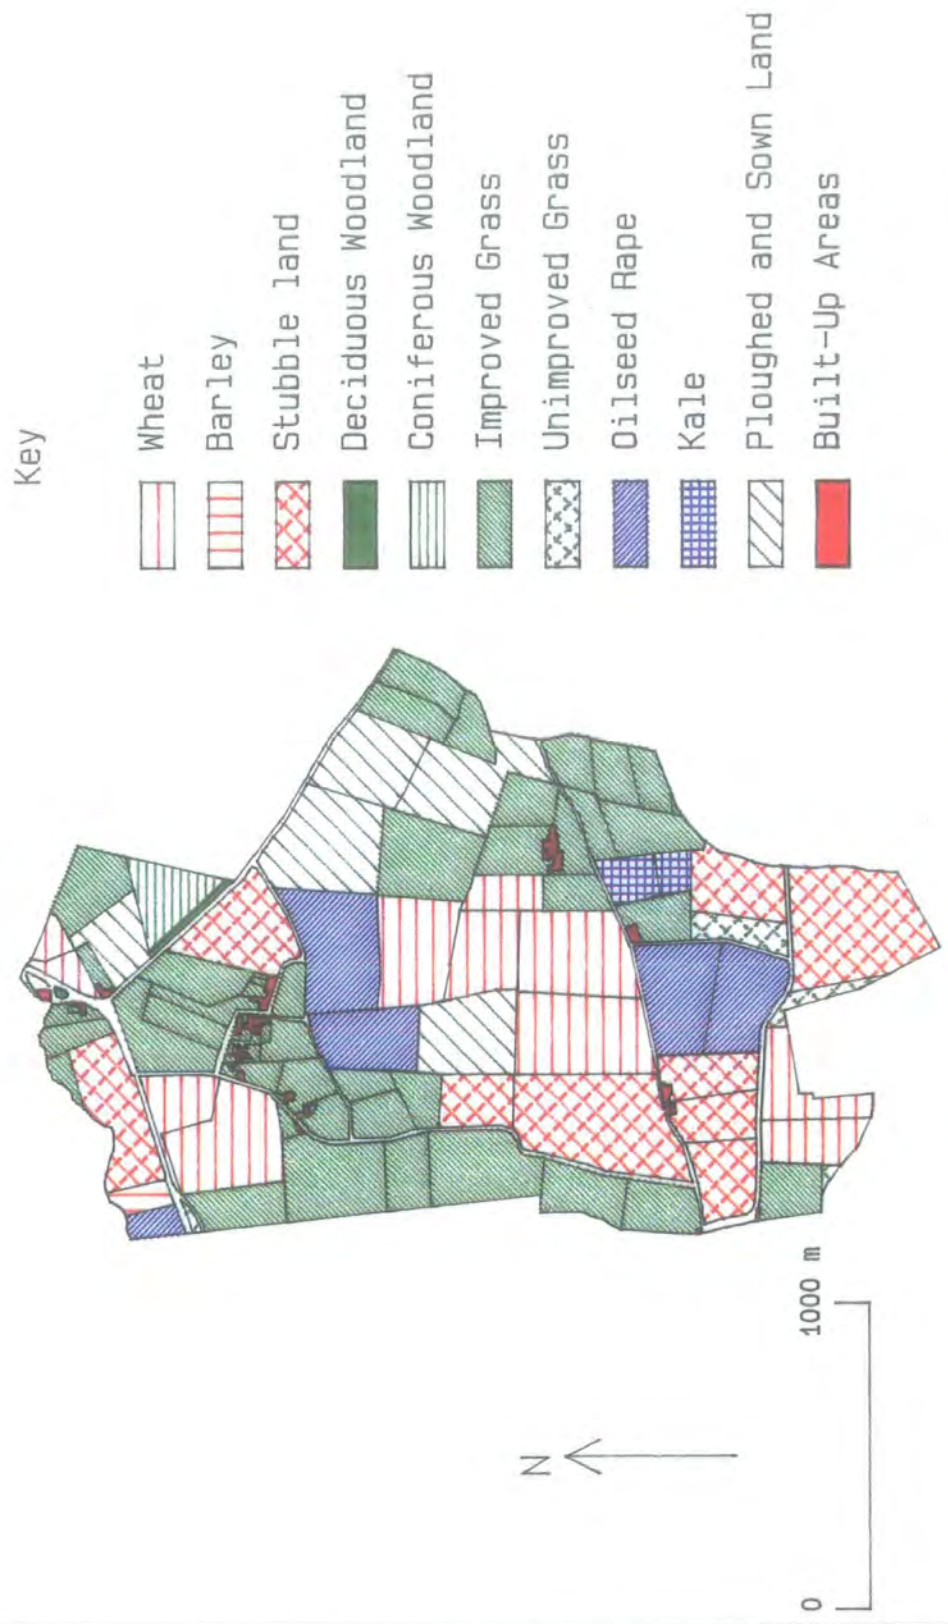 Key
Wheat
Barley
Stubble land
Deciduous Woodland
Coniferous Woodland
Improved Grass
Unimproved Grass
Oilseed Rape
Kale
Ploughed and Sown Land
Built-Up Areas
N
0 1000 m